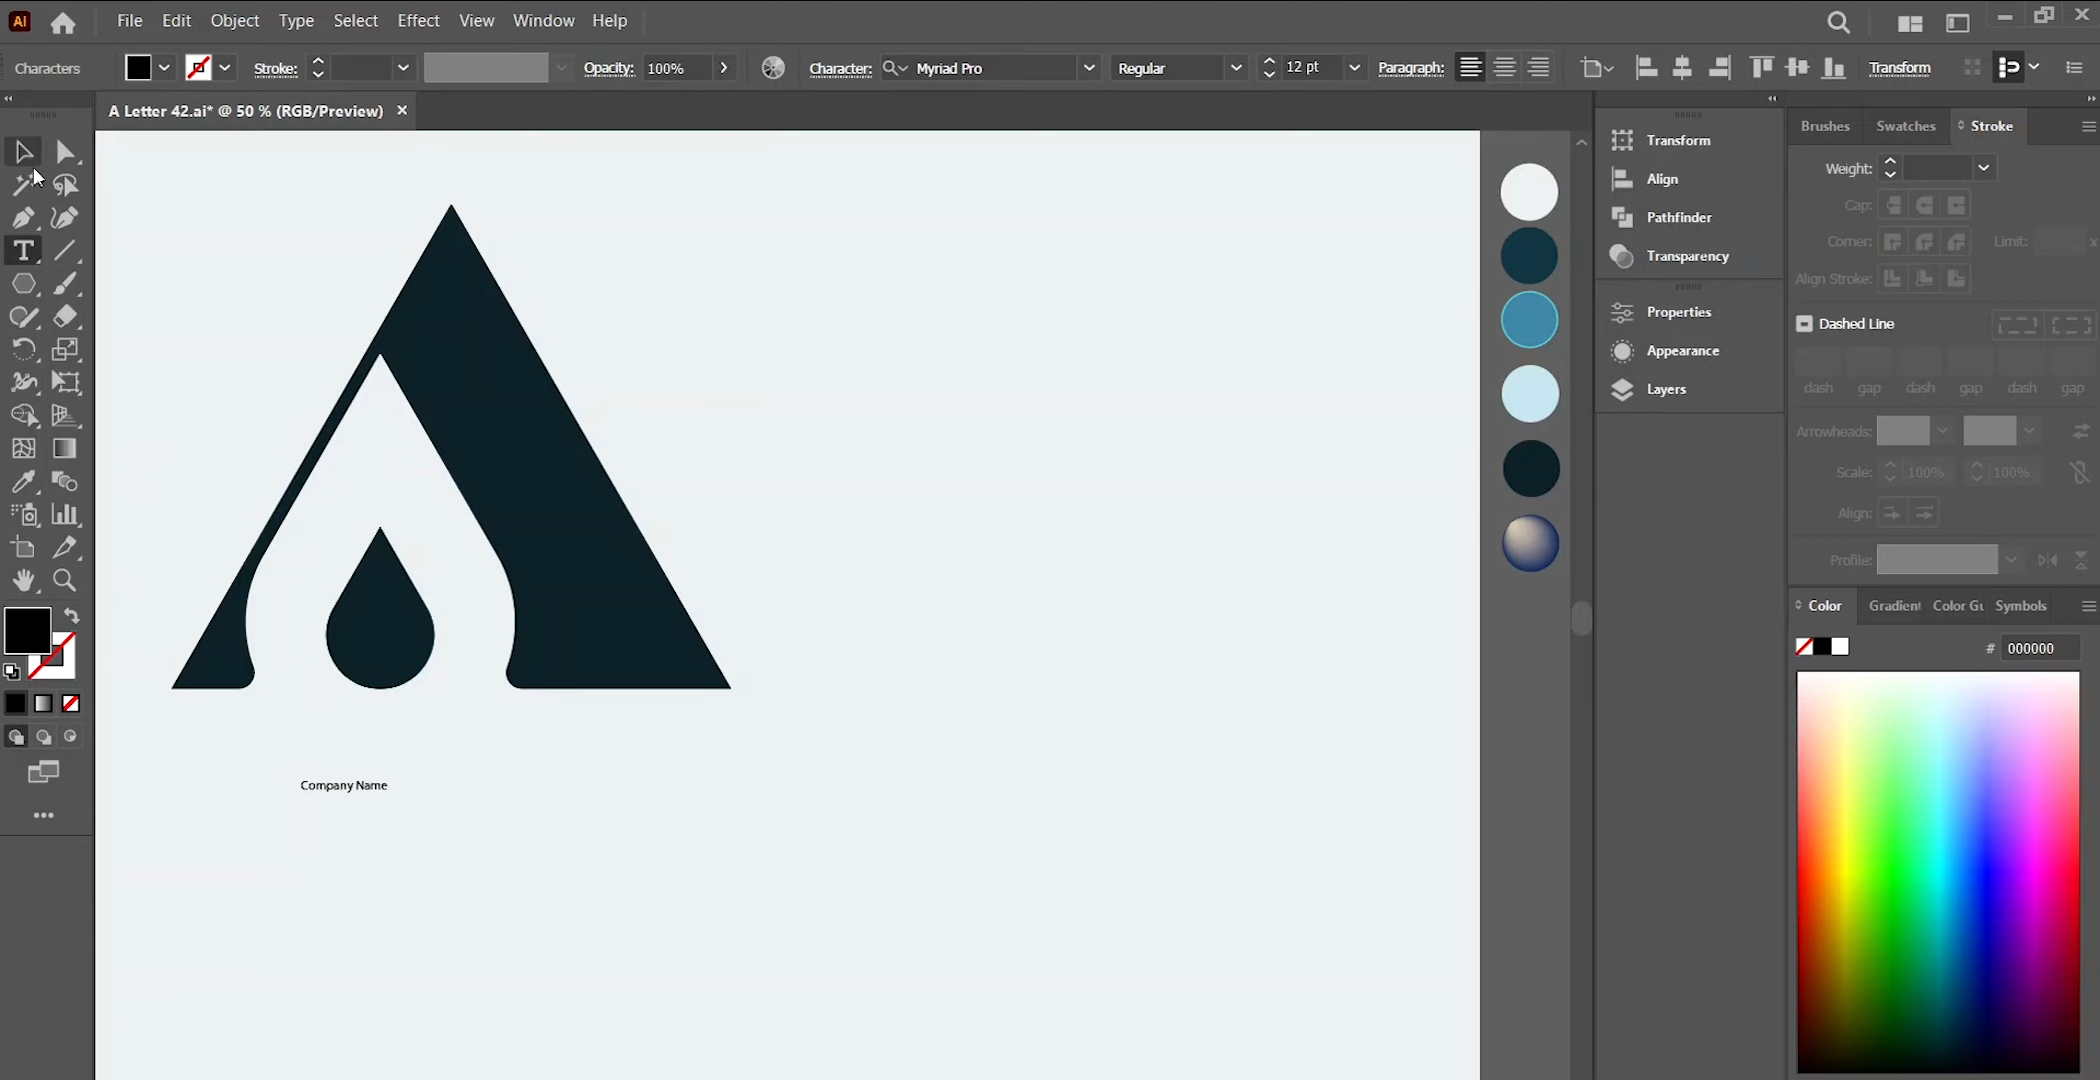 Ai File Edit Object Type Select Effect View Window Help
Characters Stroke: Opacity: 100% Character: Myriad Pro Regular 12 pt Paragraph: Transform
A Letter 42.ai* @ 50 % (RGB/Preview) ×
T
Company Name
Transform
Align
Pathfinder
Transparency
Properties
Appearance
Layers
Brushes Swatches Stroke
Weight:
Cap:
Corner: Limit: x
Align Stroke:
Dashed Line
dash gap dash gap dash gap
Arrowheads:
Scale: 100% 100%
Align:
Profile:
Color Gradient Color Gu Symbols
# 000000